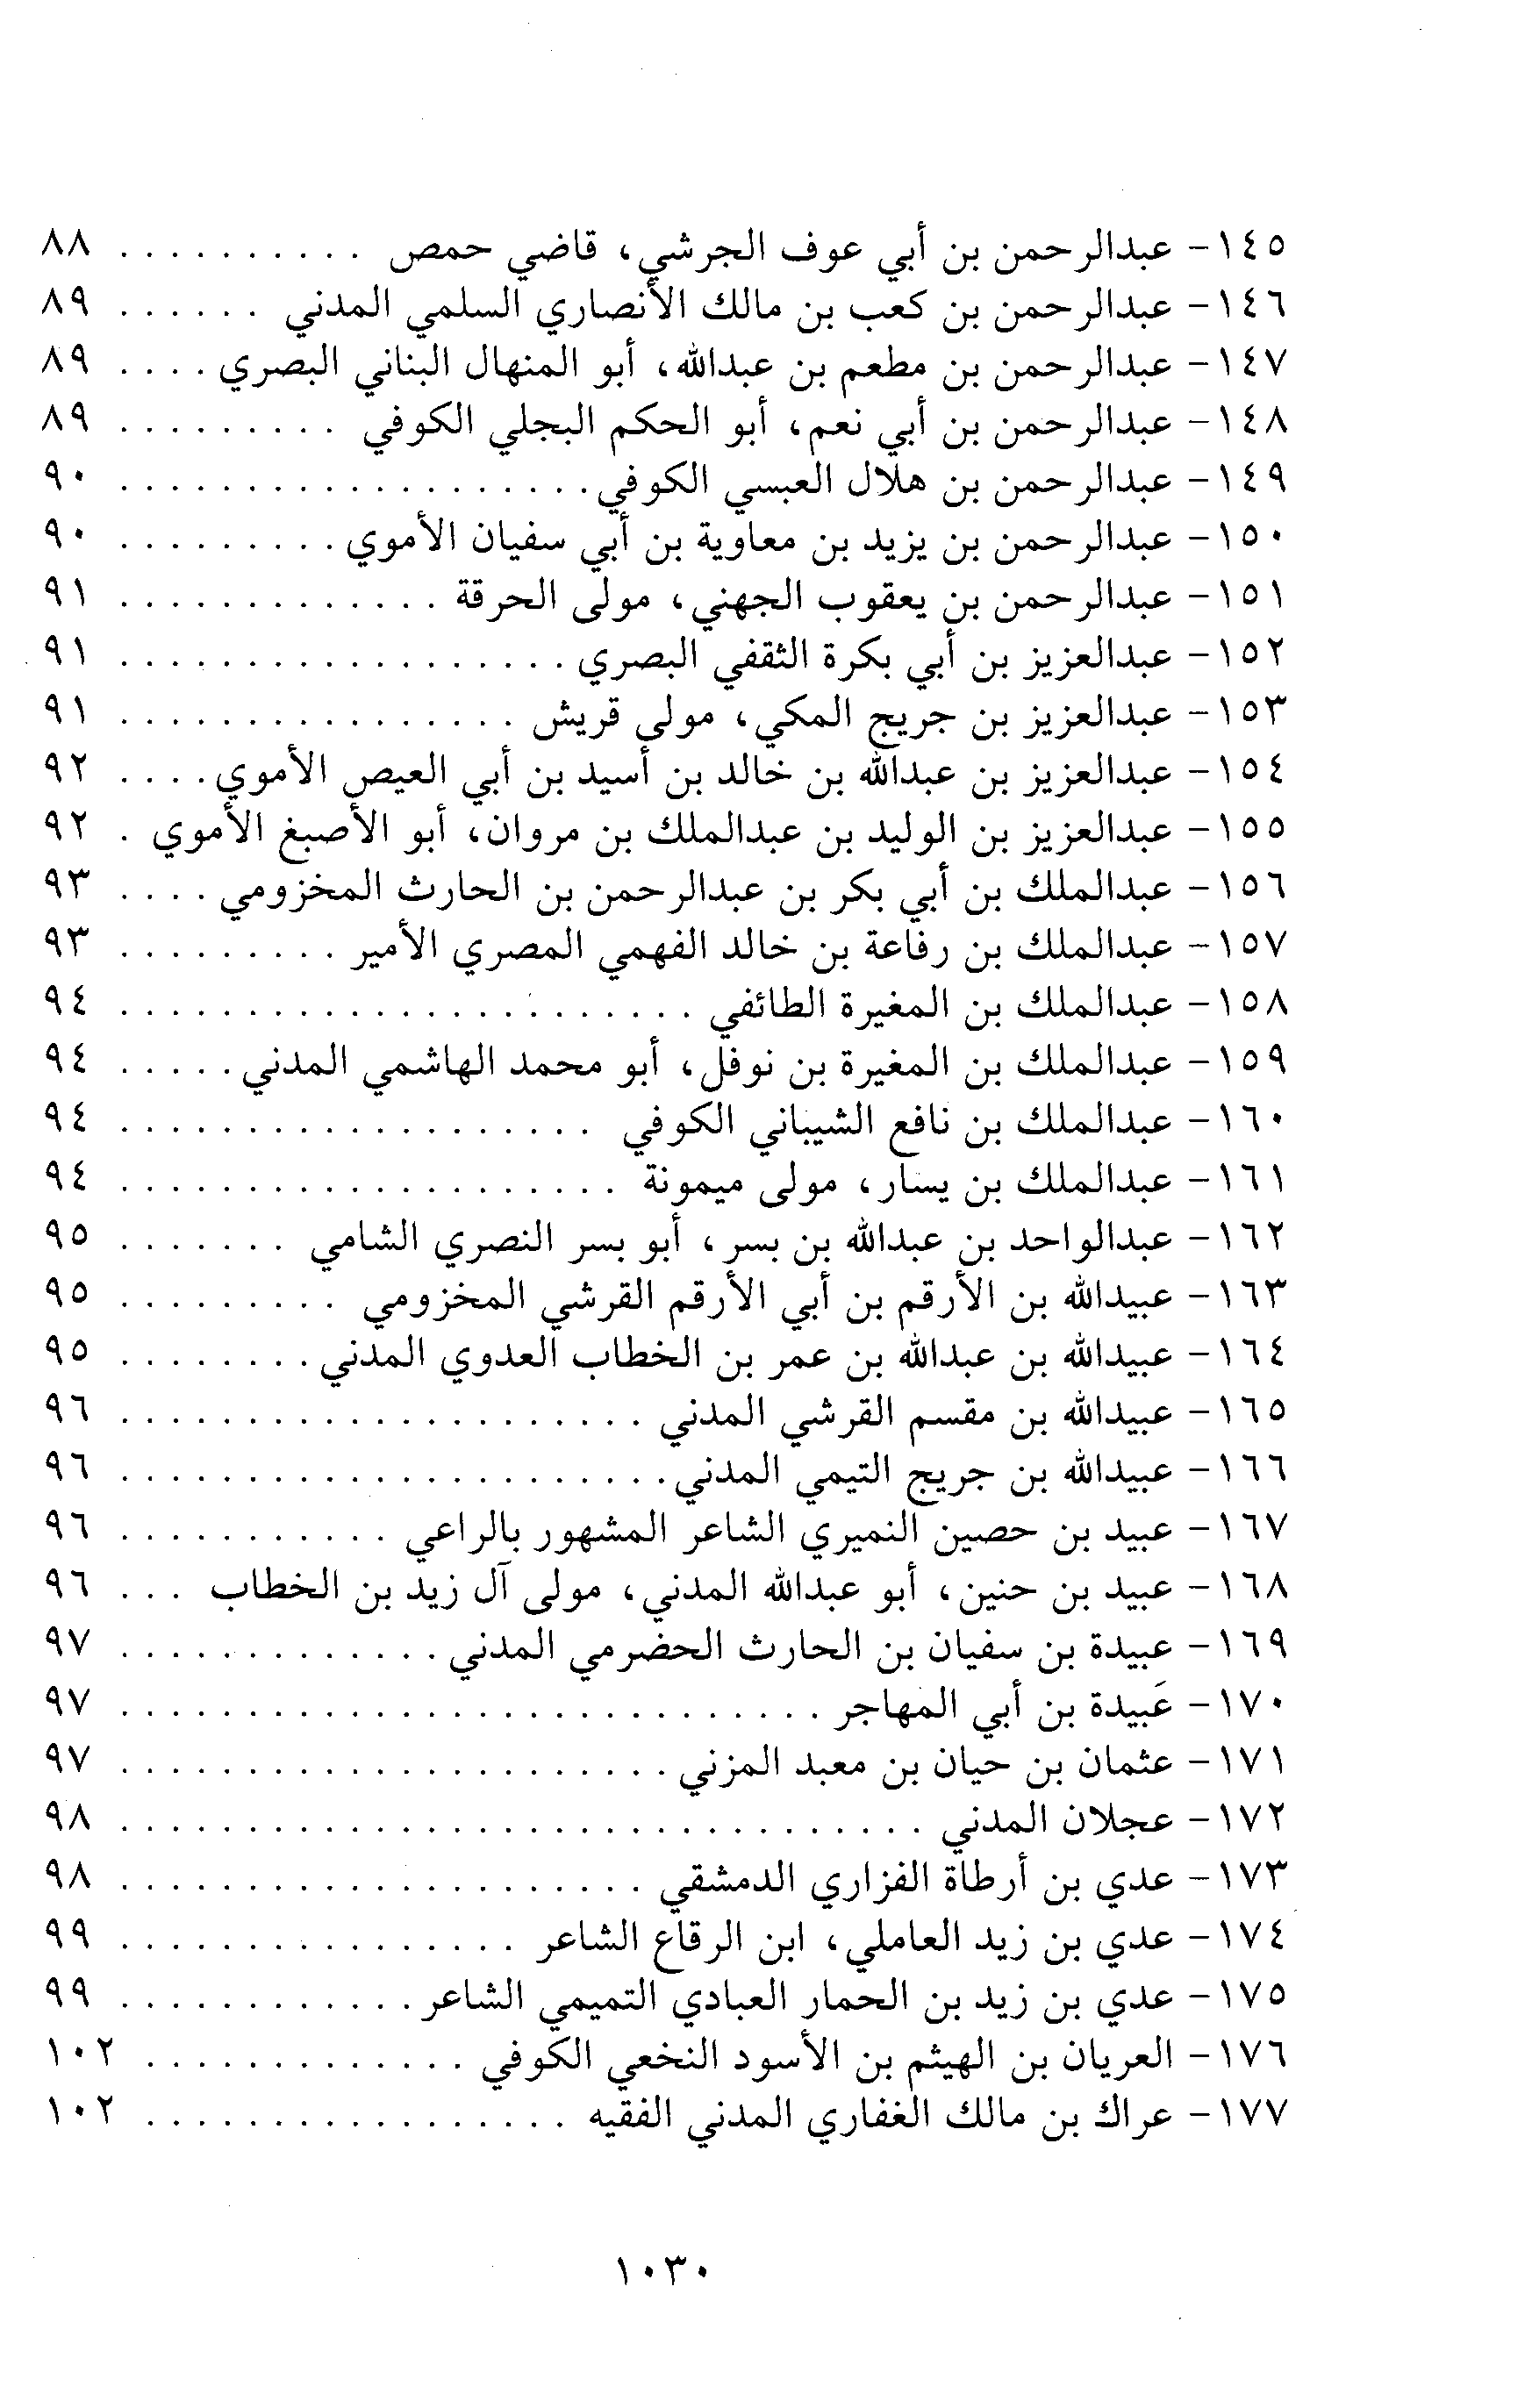 ١٤٥- عبدالرحمن بن أبي عوف الجرشي، قاضي حمص . . . . . . . . . . ٨٨
١٤٦- عبدالرحمن بن كعب بن مالك الأنصاري السلمي المدني . . . . . . ٨٩
١٤٧- عبدالرحمن بن مطعم بن عبدالله، أبو المنهال البناني البصري . . . . ٨٩
١٤٨- عبدالرحمن بن أبي نعم، أبو الحكم البجلي الكوفي . . . . . . . . . ٨٩
١٤٩- عبدالرحمن بن هلال العبسي الكوفي . . . . . . . . . . . . . . . . . . . ٩٠
١٥٠- عبدالرحمن بن يزيد بن معاوية بن أبي سفيان الأموي . . . . . . . . . ٩٠
١٥١- عبدالرحمن بن يعقوب الجهني، مولى الحرقة . . . . . . . . . . . . . ٩١
١٥٢- عبدالعزيز بن أبي بكرة الثقفي البصري . . . . . . . . . . . . . . . . . . ٩١
١٥٣- عبدالعزيز بن جريج المكي، مولى قريش . . . . . . . . . . . . . . . . ٩١
١٥٤- عبدالعزيز بن عبدالله بن خالد بن أسيد بن أبي العيص الأموي . . . . ٩٢
١٥٥- عبدالعزيز بن الوليد بن عبدالملك بن مروان، أبو الأصبغ الأموي . ٩٢
١٥٦- عبدالملك بن أبي بكر بن عبدالرحمن بن الحارث المخزومي . . . . ٩٣
١٥٧- عبدالملك بن رفاعة بن خالد الفهمي المصري الأمير . . . . . . . . . ٩٣
١٥٨- عبدالملك بن المغيرة الطائفي . . . . . . . . . . . . . . . . . . . . . . . ٩٤
١٥٩- عبدالملك بن المغيرة بن نوفل، أبو محمد الهاشمي المدني . . . . . ٩٤
١٦٠- عبدالملك بن نافع الشيباني الكوفي . . . . . . . . . . . . . . . . . . . ٩٤
١٦١- عبدالملك بن يسار، مولى ميمونة . . . . . . . . . . . . . . . . . . . . ٩٤
١٦٢- عبدالواحد بن عبدالله بن بسر، أبو بسر النصري الشامي . . . . . . . ٩٥
١٦٣- عبيدالله بن الأرقم بن أبي الأرقم القرشي المخزومي . . . . . . . . . ٩٥
١٦٤- عبيدالله بن عبدالله بن عمر بن الخطاب العدوي المدني . . . . . . . . ٩٥
١٦٥- عبيدالله بن مقسم القرشي المدني . . . . . . . . . . . . . . . . . . . . . ٩٦
١٦٦- عبيدالله بن جريج التيمي المدني . . . . . . . . . . . . . . . . . . . . . . ٩٦
١٦٧- عبيد بن حصين النميري الشاعر المشهور بالراعي . . . . . . . . . . . ٩٦
١٦٨- عبيد بن حنين، أبو عبدالله المدني، مولى آل زيد بن الخطاب . . . ٩٦
١٦٩- عبيدة بن سفيان بن الحارث الحضرمي المدني . . . . . . . . . . . . . ٩٧
١٧٠- عَبيدة بن أبي المهاجر . . . . . . . . . . . . . . . . . . . . . . . . . . . . ٩٧
١٧١- عثمان بن حيان بن معبد المزني . . . . . . . . . . . . . . . . . . . . . . ٩٧
١٧٢- عجلان المدني . . . . . . . . . . . . . . . . . . . . . . . . . . . . . . . . ٩٨
١٧٣- عدي بن أرطاة الفزاري الدمشقي . . . . . . . . . . . . . . . . . . . . . ٩٨
١٧٤- عدي بن زيد العاملي، ابن الرقاع الشاعر . . . . . . . . . . . . . . . . ٩٩
١٧٥- عدي بن زيد بن الحمار العبادي التميمي الشاعر . . . . . . . . . . . . ٩٩
١٧٦- العريان بن الهيثم بن الأسود النخعي الكوفي . . . . . . . . . . . . . ١٠٢
١٧٧- عراك بن مالك الغفاري المدني الفقيه . . . . . . . . . . . . . . . . . ١٠٢
١٠٣٠